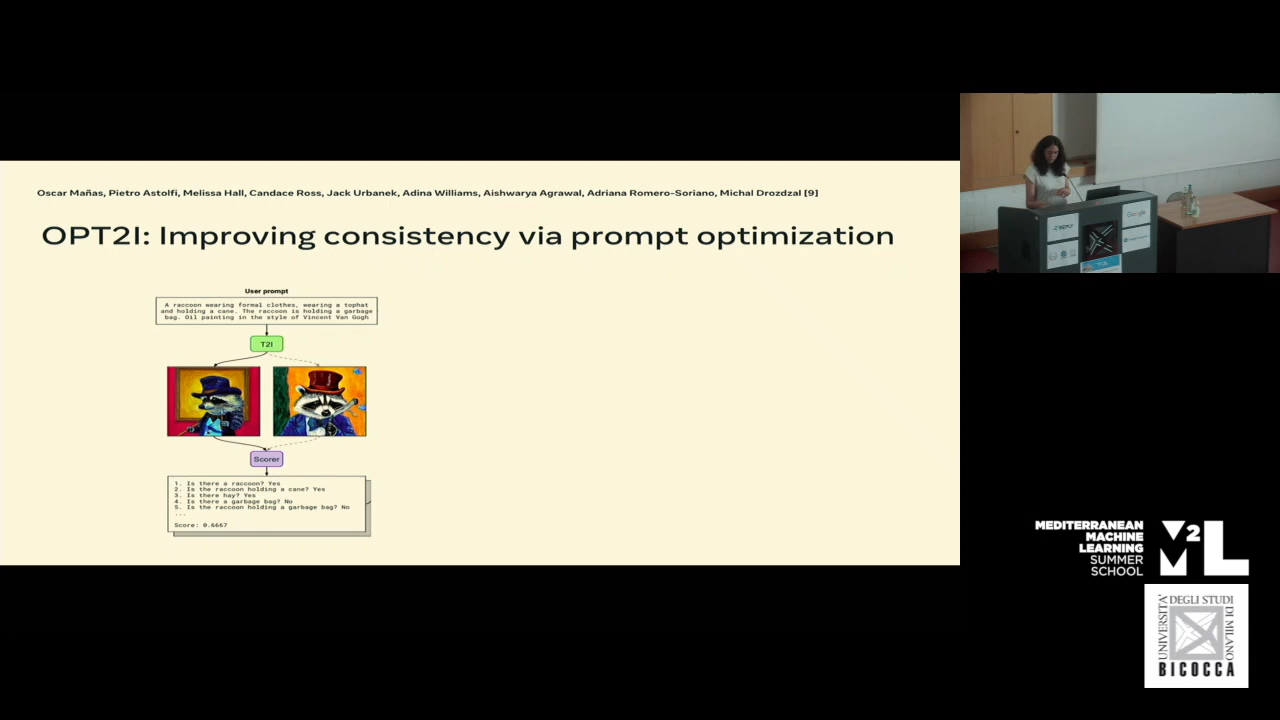 Oscar Mañas, Pietro Astolfi, Melissa Hall, Candace Ross, Jack Urbanek, Adina Williams, Aishwarya Agrawal, Adriana Romero-Soriano, Michal Drozdzal [9]
OPT2I: Improving consistency via prompt optimization
User prompt
A raccoon wearing formal clothes, wearing a tophat
and holding a cane. The raccoon is holding a garbage
bag. Oil painting in the style of Vincent Van Gogh
T2I
Scorer
1. Is there a raccoon? Yes
2. Is the raccoon holding a cane? Yes
3. Is there hay? Yes
4. Is there a garbage bag? No
5. Is the raccoon holding a garbage bag? No
...
Score: 0.6667
Google
MEDITERRANEAN
MACHINE
LEARNING
SUMMER
SCHOOL
M2L
UNIVERSITÀ
DEGLI STUDI
DI MILANO
BICOCCA